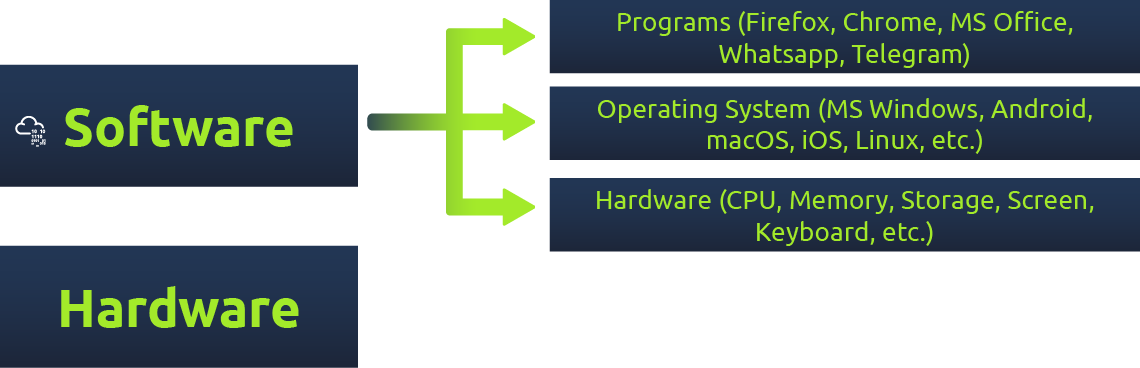 Software
Hardware
Programs (Firefox, Chrome, MS Office,
Whatsapp, Telegram)
Operating System (MS Windows, Android,
macOS, iOS, Linux, etc.)
Hardware (CPU, Memory, Storage, Screen,
Keyboard, etc.)